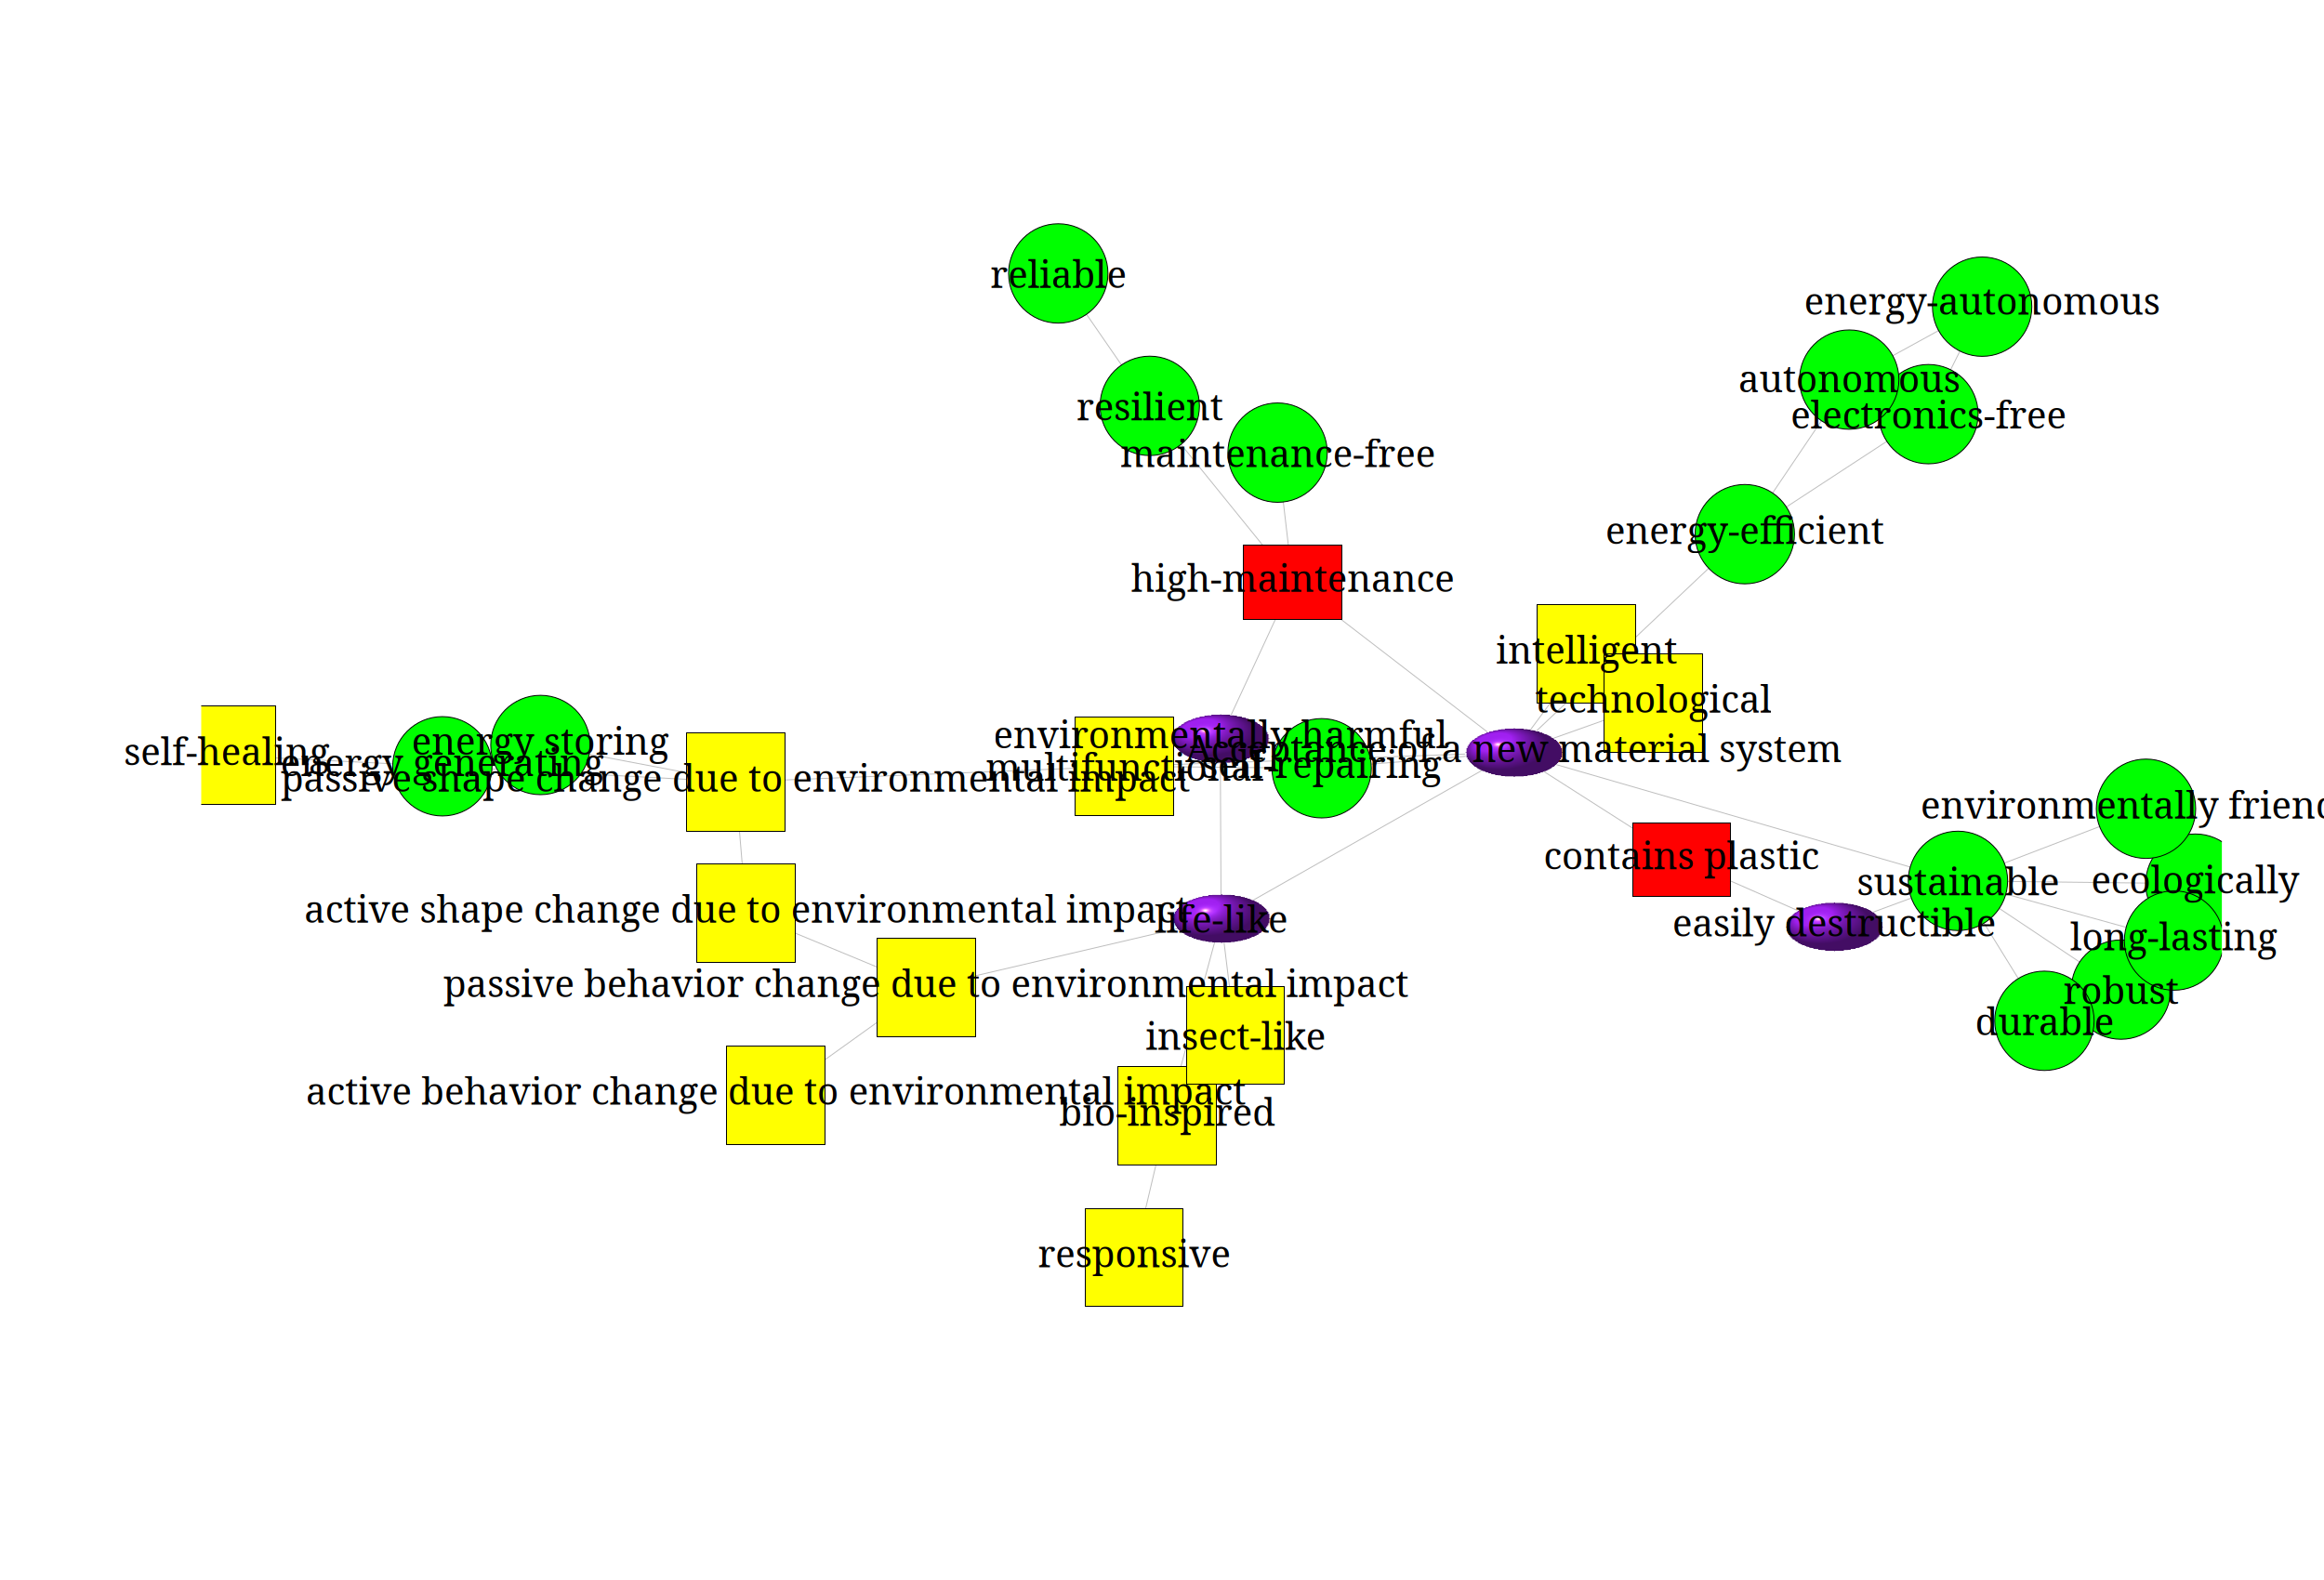 reliable
energy-autonomous
autonomous
resilient
electronics-free
maintenance-free
energy-efficient
high-maintenance
intelligent
technological
environmentally harmful
energy storing
Acceptance of a new material system
self-healing
energy generating
multifunctional
self-repairing
passive shape change due to environmental impact
environmentally friend
contains plastic
ecologically
sustainable
active shape change due to environmental impact
life-like
easily destructible
long-lasting
passive behavior change due to environmental impact
robust
durable
insect-like
active behavior change due to environmental impact
bio-inspired
responsive